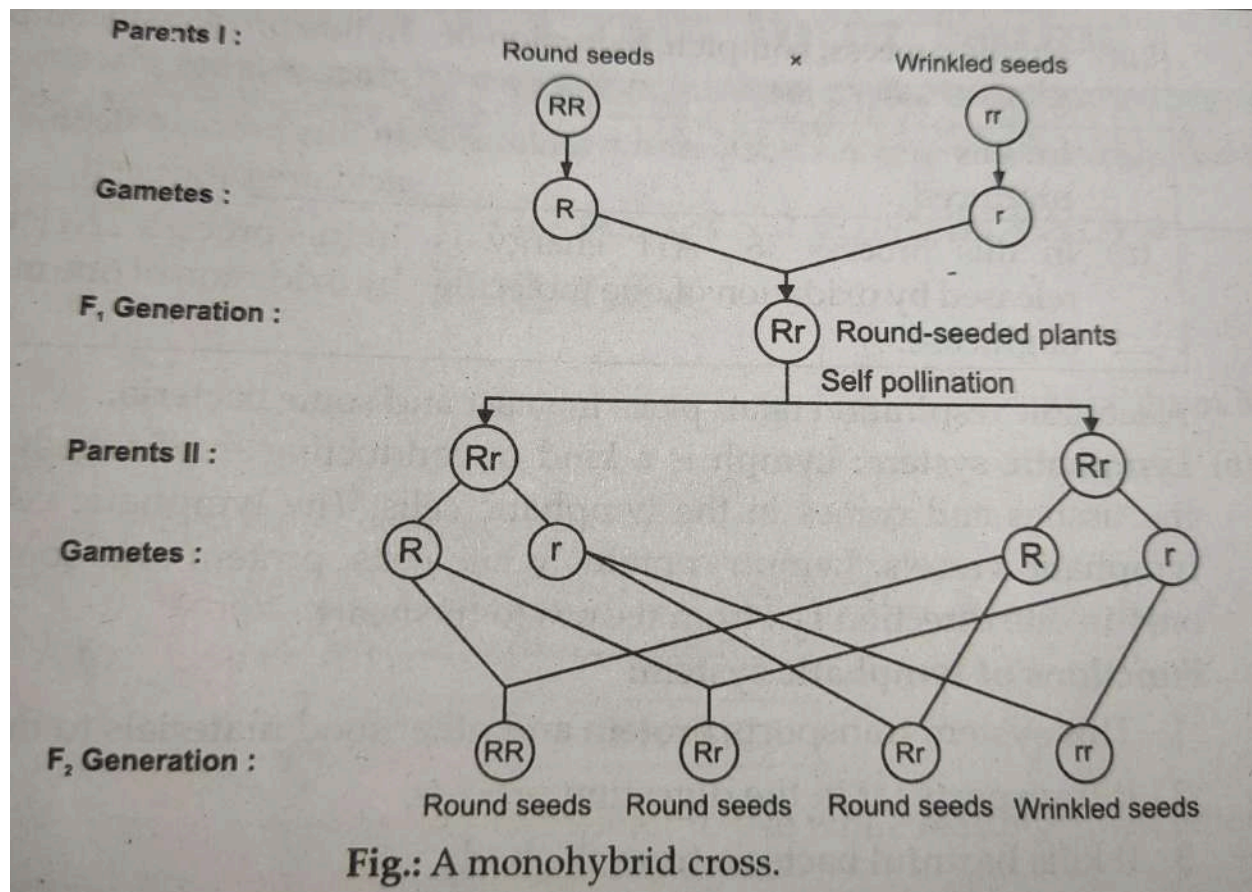 Parents I :
Round seeds × Wrinkled seeds
RR rr
Gametes :
R r
F₁ Generation :
Rr Round-seeded plants
Self pollination
Parents II :
Rr Rr
Gametes :
R r R r
F₂ Generation :
RR Rr Rr rr
Round seeds Round seeds Round seeds Wrinkled seeds
Fig.: A monohybrid cross.